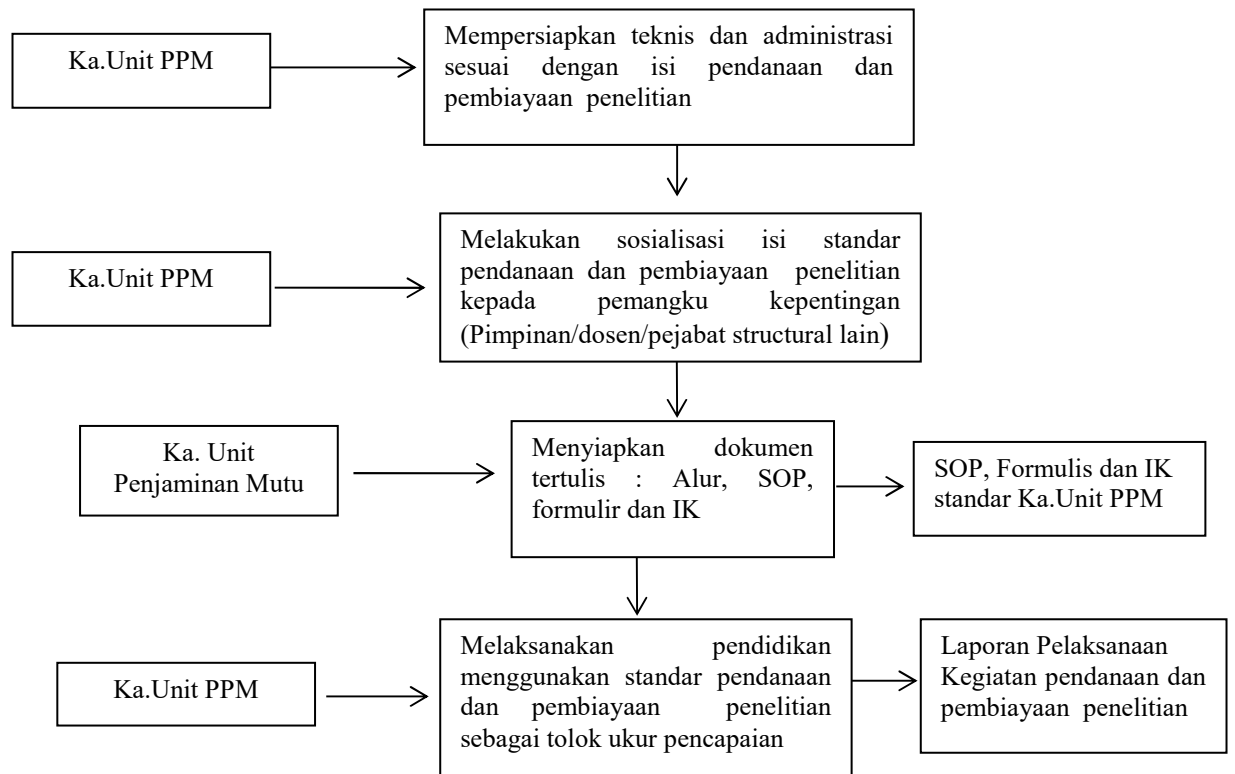 Ka.Unit PPM
Mempersiapkan teknis dan administrasi
sesuai dengan isi pendanaan dan
pembiayaan penelitian
Ka.Unit PPM
Melakukan sosialisasi isi standar
pendanaan dan pembiayaan penelitian
kepada pemangku kepentingan
(Pimpinan/dosen/pejabat structural lain)
Ka. Unit
Penjaminan Mutu
Menyiapkan dokumen
tertulis : Alur, SOP,
formulir dan IK
SOP, Formulis dan IK
standar Ka.Unit PPM
Ka.Unit PPM
Melaksanakan pendidikan
menggunakan standar pendanaan
dan pembiayaan penelitian
sebagai tolok ukur pencapaian
Laporan Pelaksanaan
Kegiatan pendanaan dan
pembiayaan penelitian